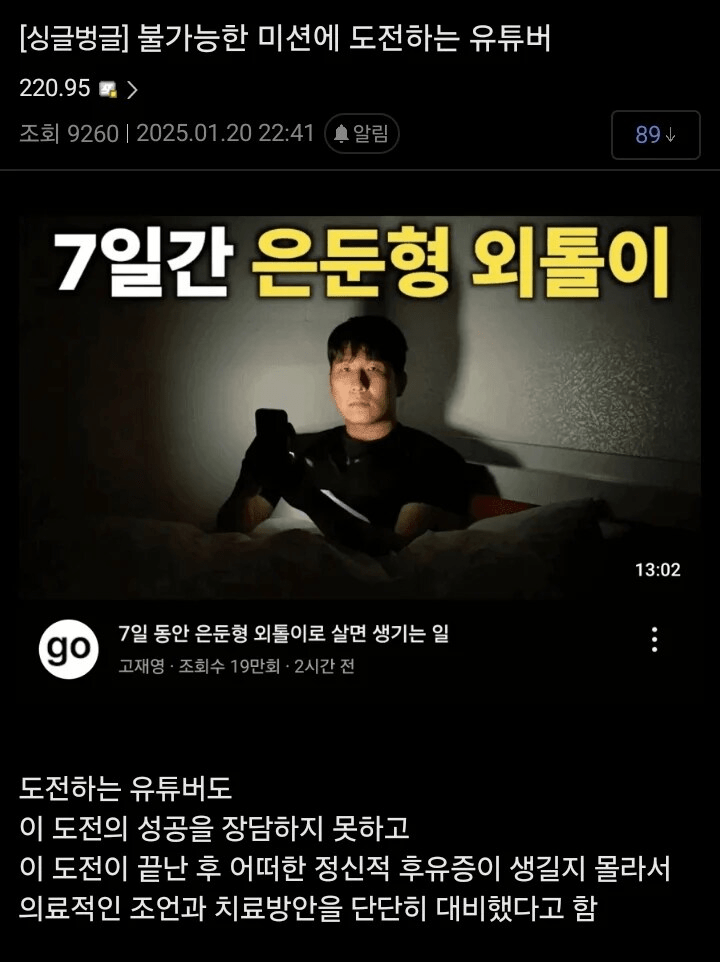 [싱글벙글] 불가능한 미션에 도전하는 유튜버
220.95
조회 9260 | 2025.01.20 22:41 알림
89↓
7일간 은둔형 외톨이
13:02
go
7일 동안 은둔형 외톨이로 살면 생기는 일
고재영 · 조회수 19만회 · 2시간 전
도전하는 유튜버도
이 도전의 성공을 장담하지 못하고
이 도전이 끝난 후 어떠한 정신적 후유증이 생길지 몰라서
의료적인 조언과 치료방안을 단단히 대비했다고 함